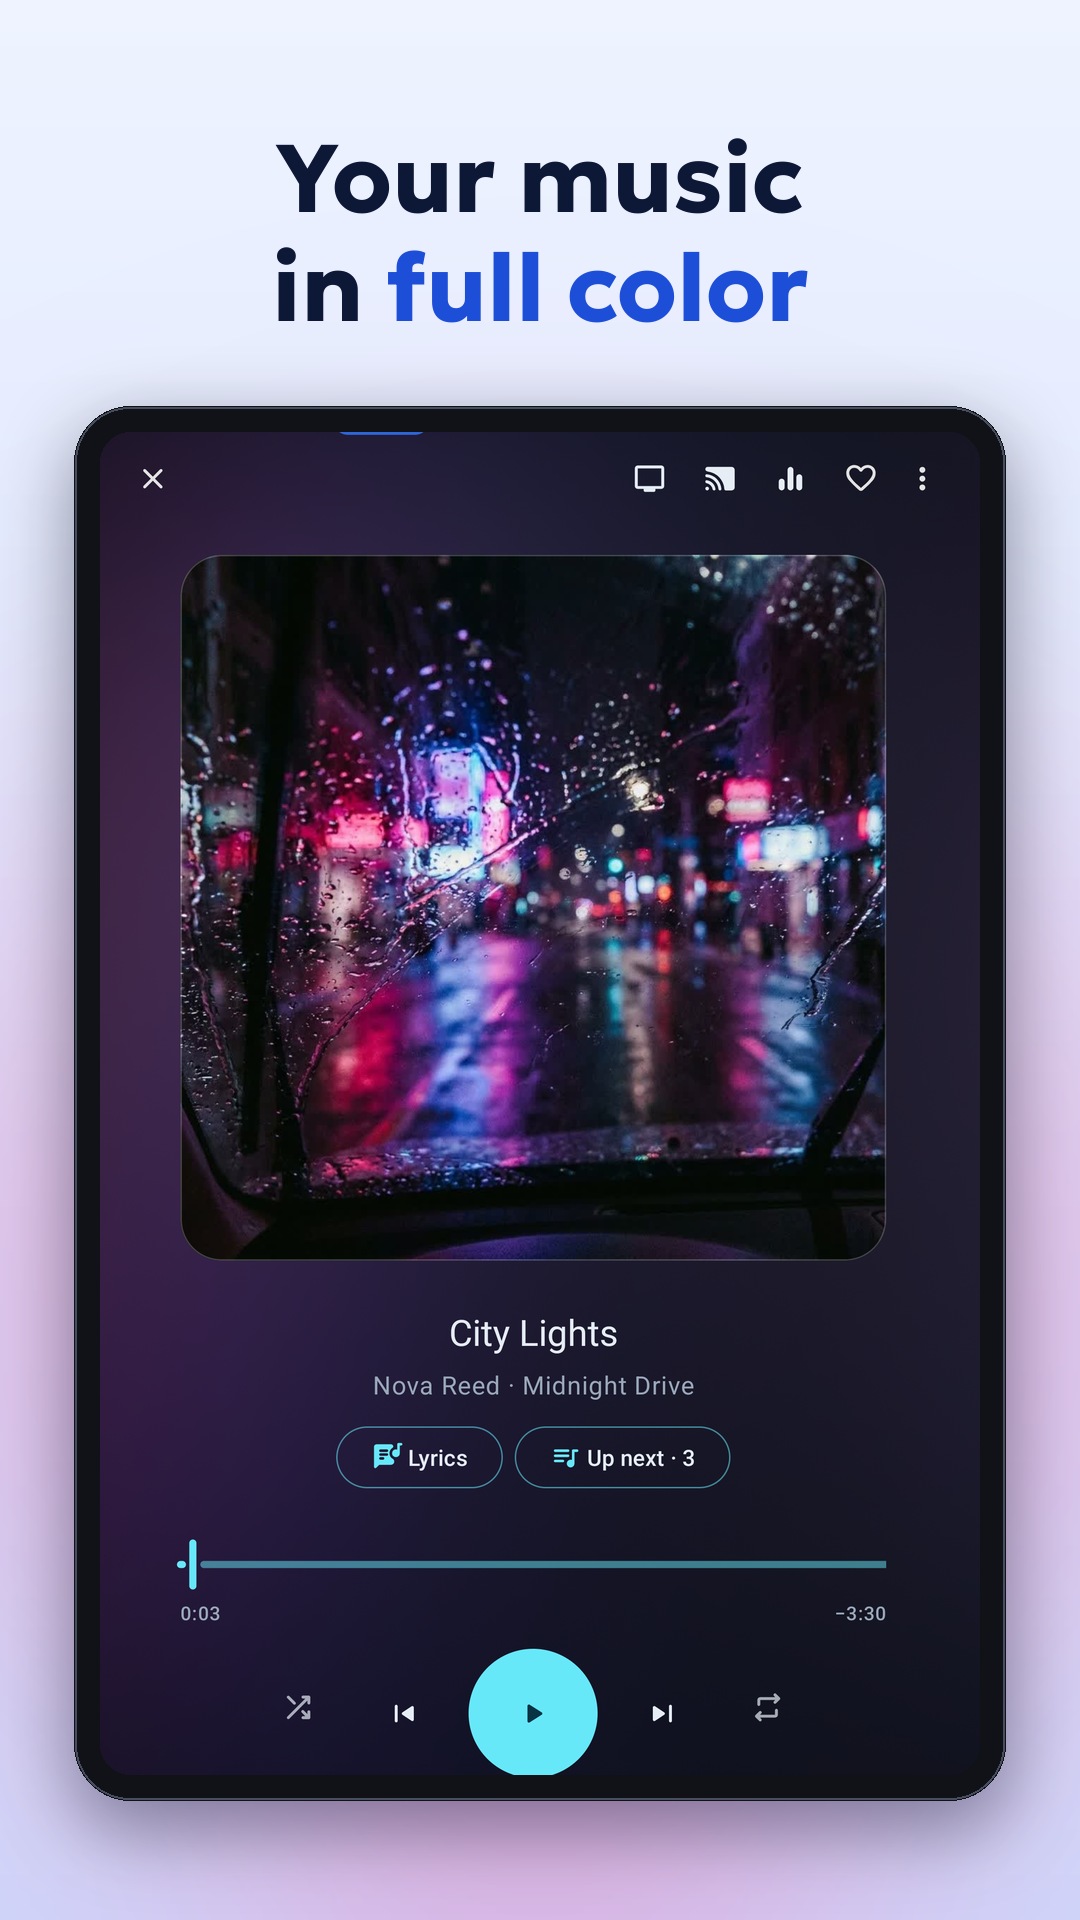 Your music
in full color
City Lights
Nova Reed · Midnight Drive
Lyrics
Up next · 3
0:03
−3:30